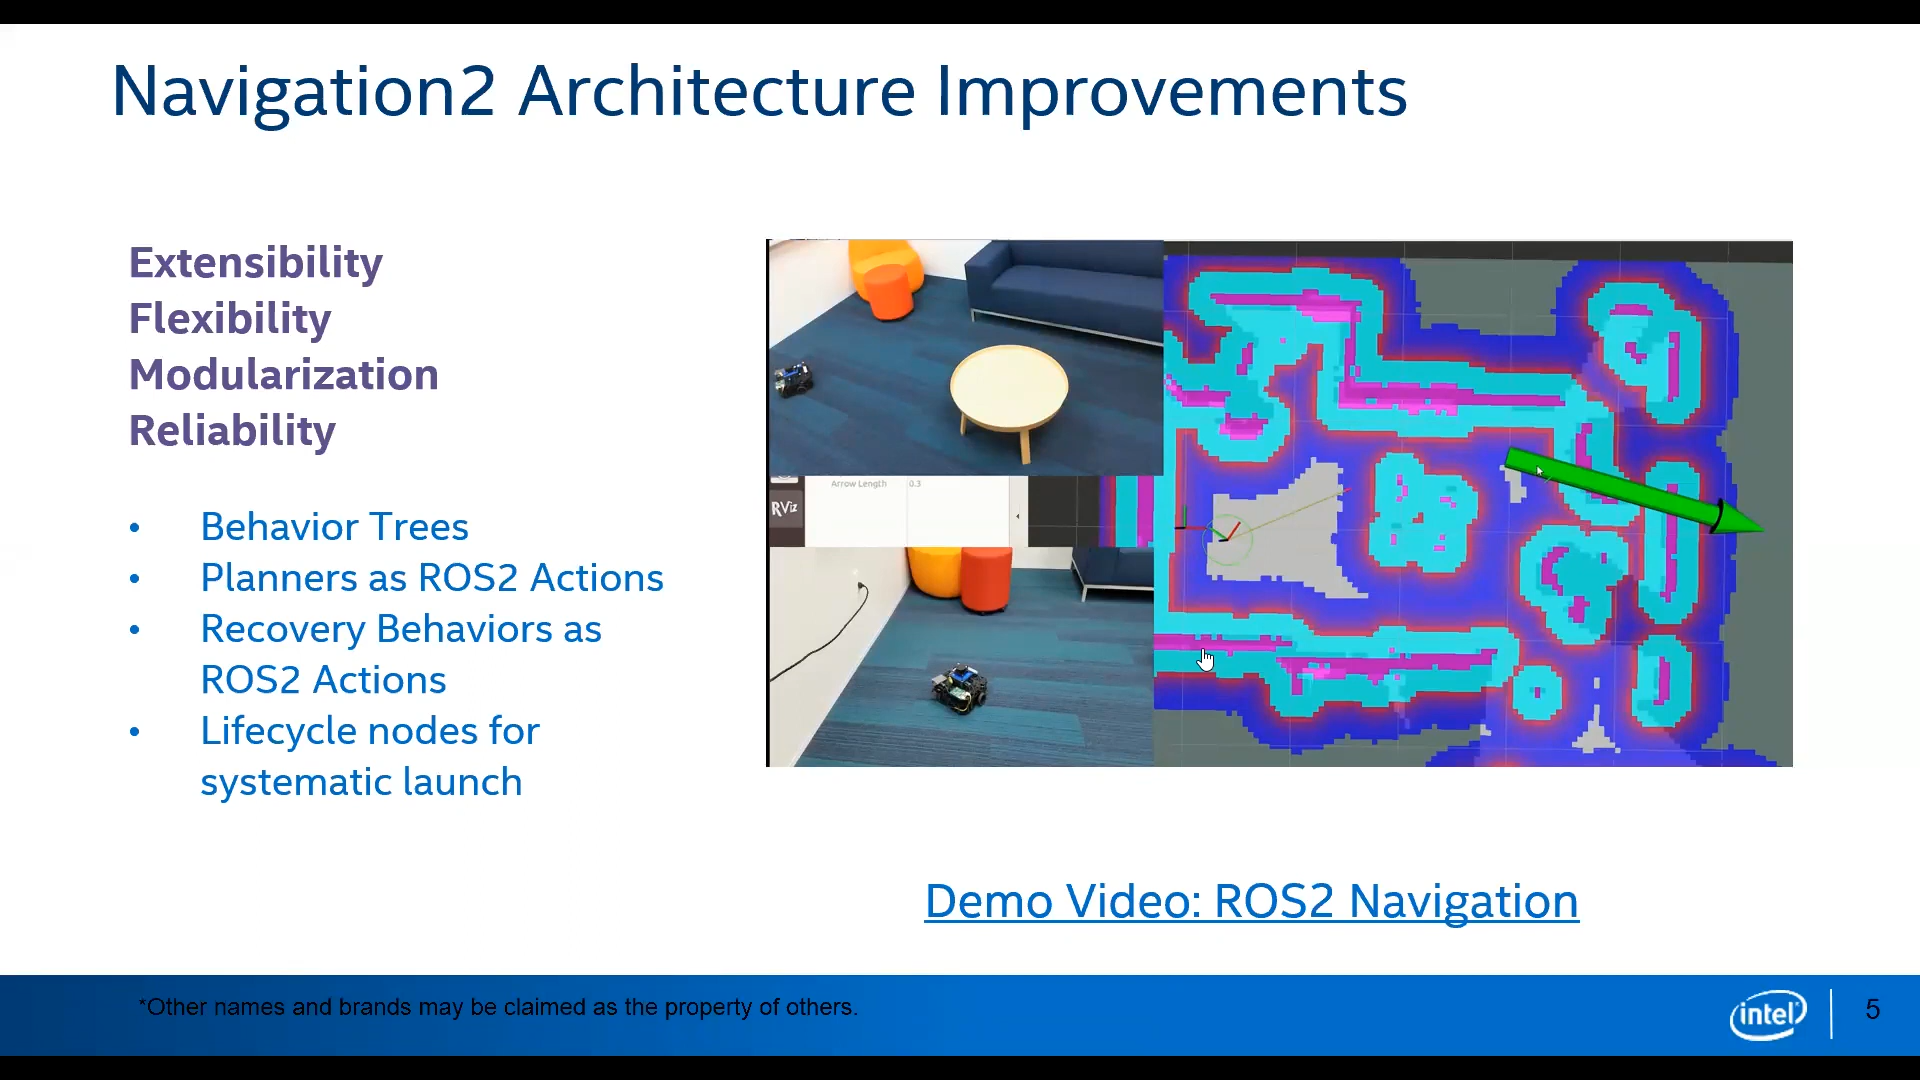 Navigation2 Architecture Improvements
Extensibility
Flexibility
Modularization
Reliability
• Behavior Trees
• Planners as ROS2 Actions
• Recovery Behaviors as
ROS2 Actions
• Lifecycle nodes for
systematic launch
Arrow Length 0.3
RViz
Demo Video: ROS2 Navigation
*Other names and brands may be claimed as the property of others.
intel
5